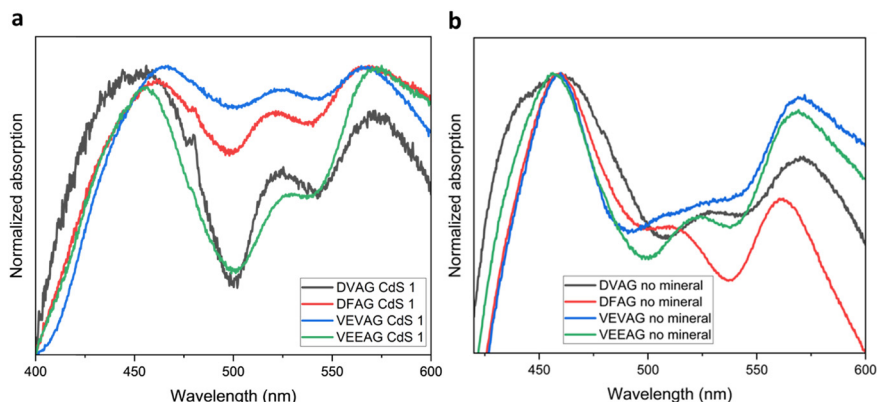 a
Normalized absorption
DVAG CdS 1
DFAG CdS 1
VEVAG CdS 1
VEEAG CdS 1
400 450 500 550 600
Wavelength (nm)
b
Normalized absorption
DVAG no mineral
DFAG no mineral
VEVAG no mineral
VEEAG no mineral
450 500 550 600
Wavelength (nm)